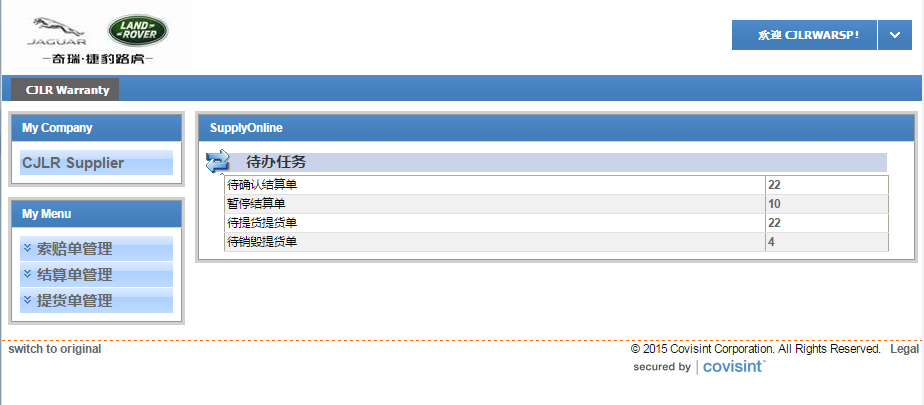 JAGUAR
LAND-
ROVER
奇瑞·捷豹路虎
欢迎 CJLRWARSP!
CJLR Warranty
My Company
CJLR Supplier
My Menu
索赔单管理
结算单管理
提货单管理
SupplyOnline
待办任务
待确认结算单 22
暂停结算单 10
待提货提货单 22
待销毁提货单 4
switch to original
© 2015 Covisint Corporation. All Rights Reserved. Legal
secured by | covisint